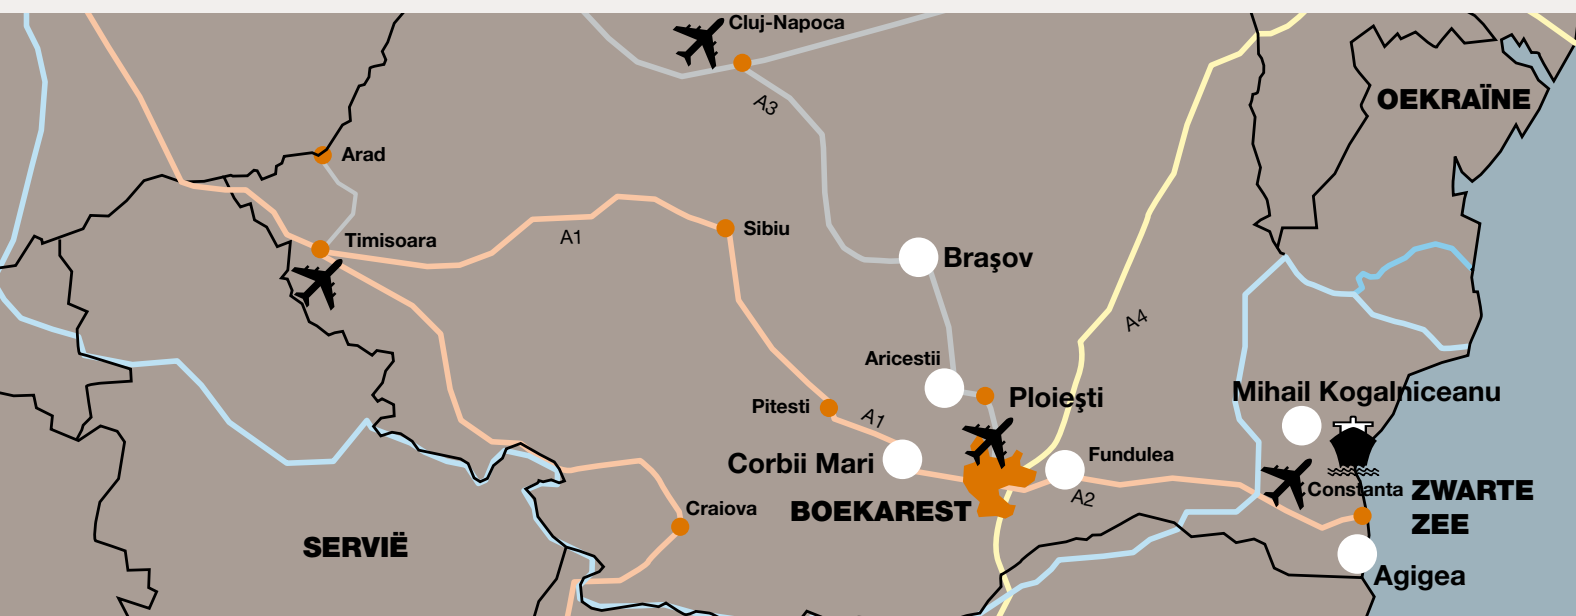 Cluj-Napoca
OEKRAÏNE
A3
Arad
Sibiu
Timisoara
A1
Braşov
A4
Aricestii
Mihail Kogalniceanu
Ploieşti
Pitesti
A1
Fundulea
Corbii Mari
Constanta
ZWARTE
ZEE
A2
BOEKAREST
Craiova
SERVIË
Agigea